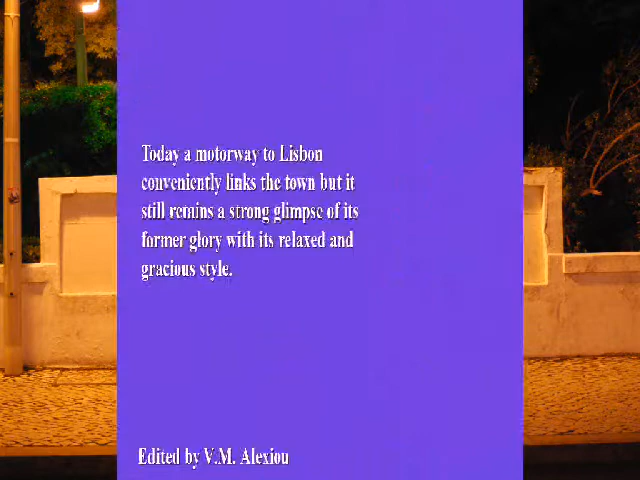 Today a motorway to Lisbon
conveniently links the town but it
still retains a strong glimpse of its
former glory with its relaxed and
gracious style.
Edited by V.M. Alexiou